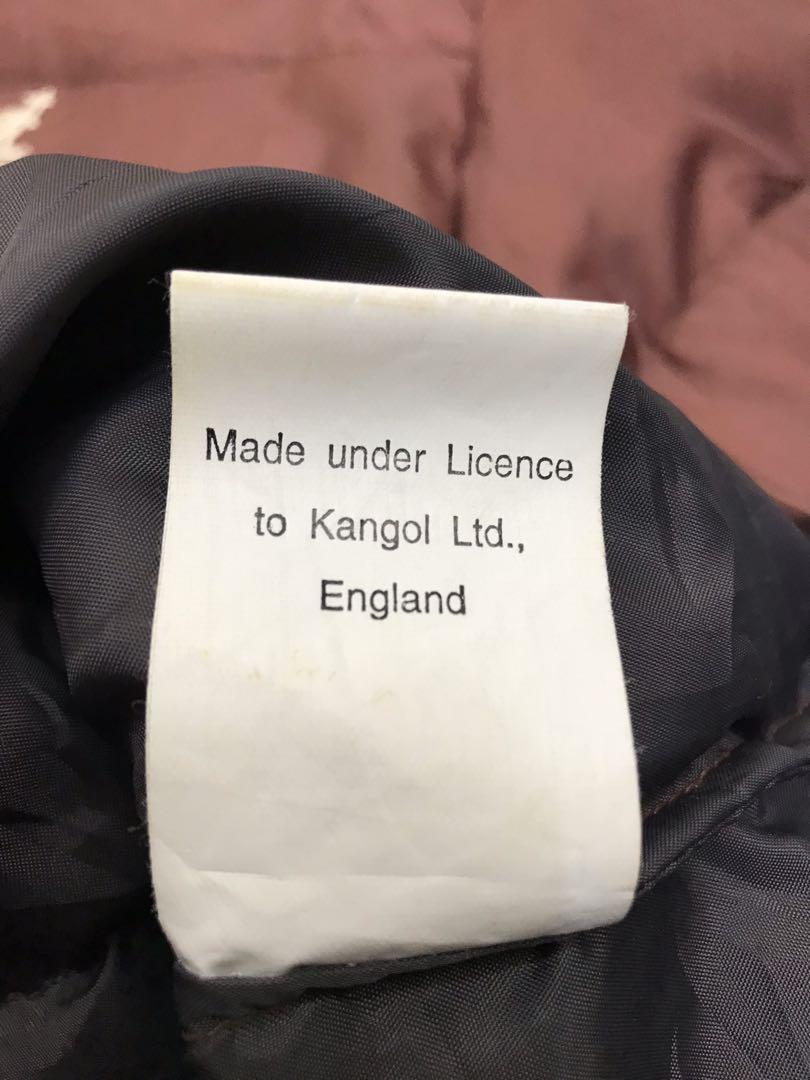 Made under Licence
to Kangol Ltd.,
England